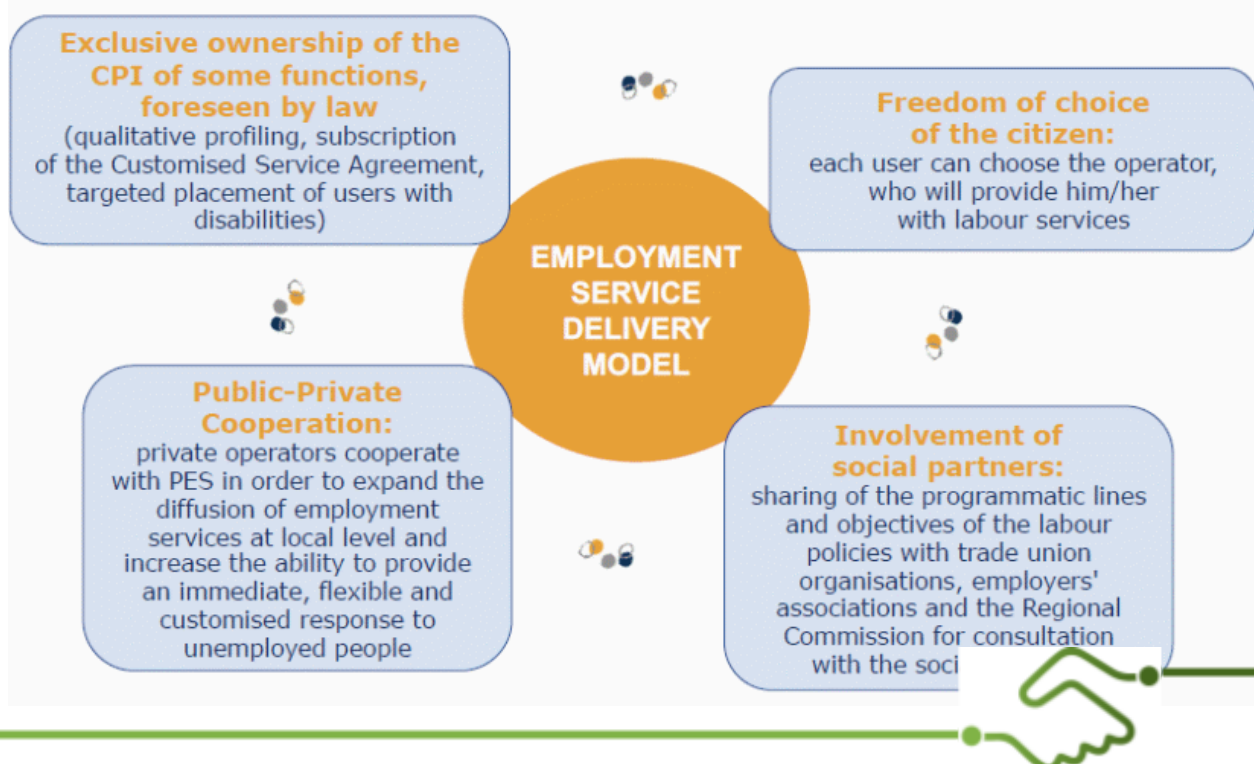 Exclusive ownership of the
CPI of some functions,
foreseen by law
(qualitative profiling, subscription
of the Customised Service Agreement,
targeted placement of users with
disabilities)
Freedom of choice
of the citizen:
each user can choose the operator,
who will provide him/her
with labour services
EMPLOYMENT
SERVICE
DELIVERY
MODEL
Public-Private
Cooperation:
private operators cooperate
with PES in order to expand the
diffusion of employment
services at local level and
increase the ability to provide
an immediate, flexible and
customised response to
unemployed people
Involvement of
social partners:
sharing of the programmatic lines
and objectives of the labour
policies with trade union
organisations, employers'
associations and the Regional
Commission for consultation
with the